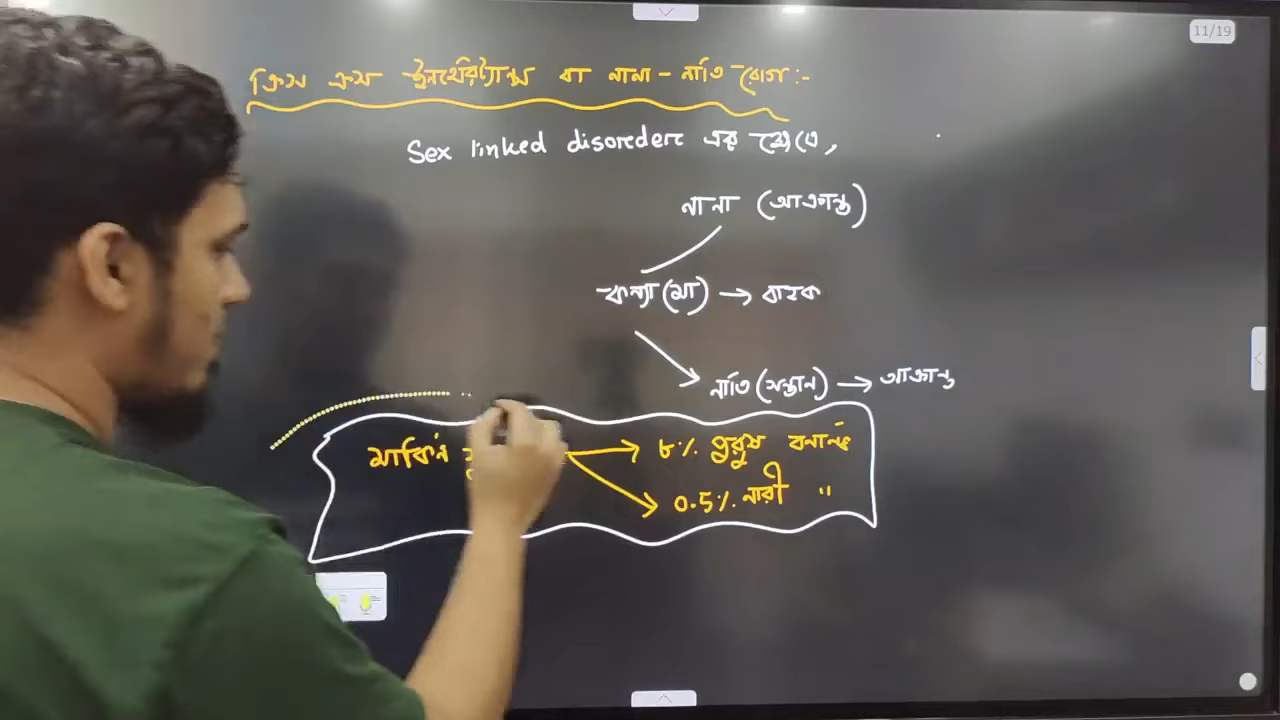 11/19
ক্রিস ক্রস ইনহেরিট্যান্স বা নানা - নাতি রোগ :-
Sex linked disorder এর ক্ষেত্রে,
নানা (আক্রান্ত)
কন্যা (মা) → বাহক
নাতি (সন্তান) → আক্রান্ত
মার্কিন → ৮% পুরুষ বর্ণান্ধ
→ 0.5% নারী "